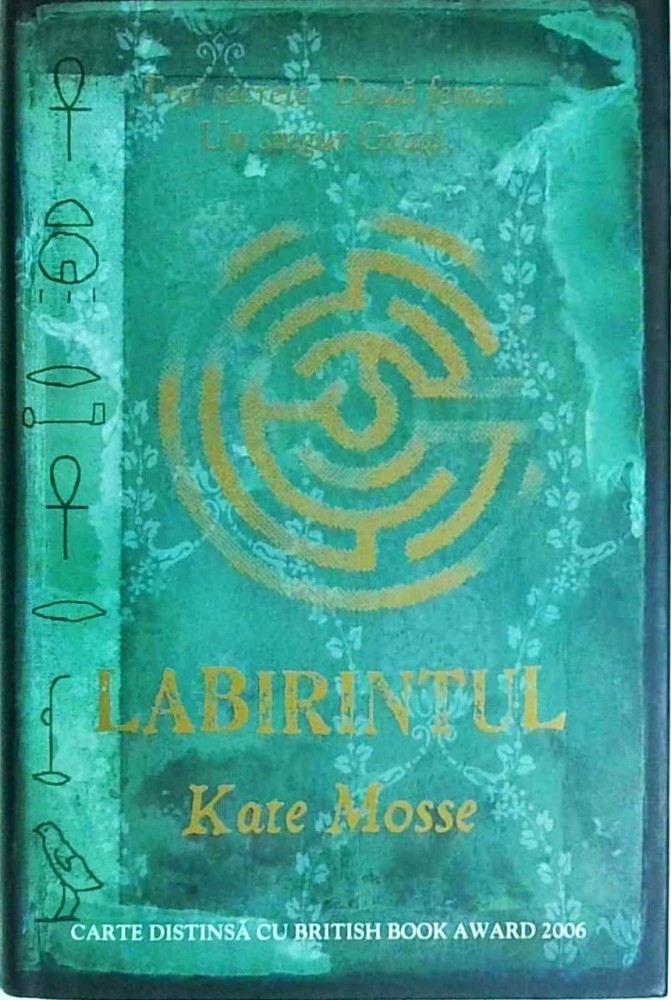 Trei secrete. Două femei.
Un singur Graal.
LABIRINTUL
Kate Mosse
CARTE DISTINSĂ CU BRITISH BOOK AWARD 2006